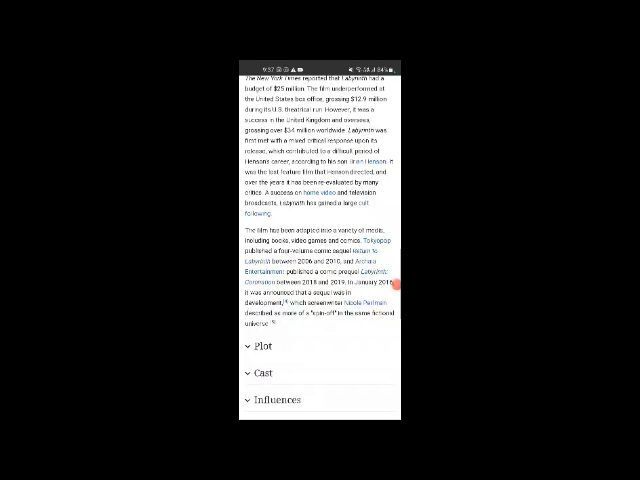 9:37 84%
The New York Times reported that Labyrinth had a
budget of $25 million. The film underperformed at
the United States box office, grossing $12.9 million
during its U.S. theatrical run. However, it was a
success in the United Kingdom and overseas,
grossing over $34 million worldwide. Labyrinth was
first met with a mixed critical response upon its
release, which contributed to a difficult period of
Henson's career, according to his son Brian Henson. It
was the last feature film that Henson directed, and
over the years it has been re-evaluated by many
critics. A success on home video and television
broadcasts, Labyrinth has gained a large cult
following.
The film has been adapted into a variety of media,
including books, video games and comics. Tokyopop
published a four-volume comic sequel Return to
Labyrinth between 2006 and 2010, and Archaia
Entertainment published a comic prequel Labyrinth:
Coronation between 2018 and 2019. In January 2016
it was announced that a sequel was in
development,[4] which screenwriter Nicole Perlman
described as more of a "spin-off" in the same fictional
universe.[5]
Plot
Cast
Influences